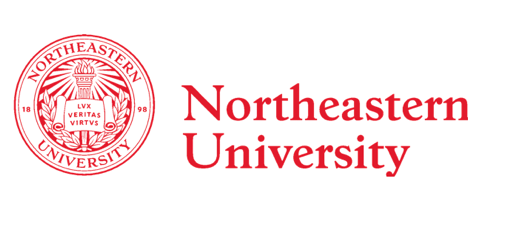 NORTHEASTERN
LVX
18 VERITAS 98
VIRTVS
UNIVERSITY
Northeastern
University